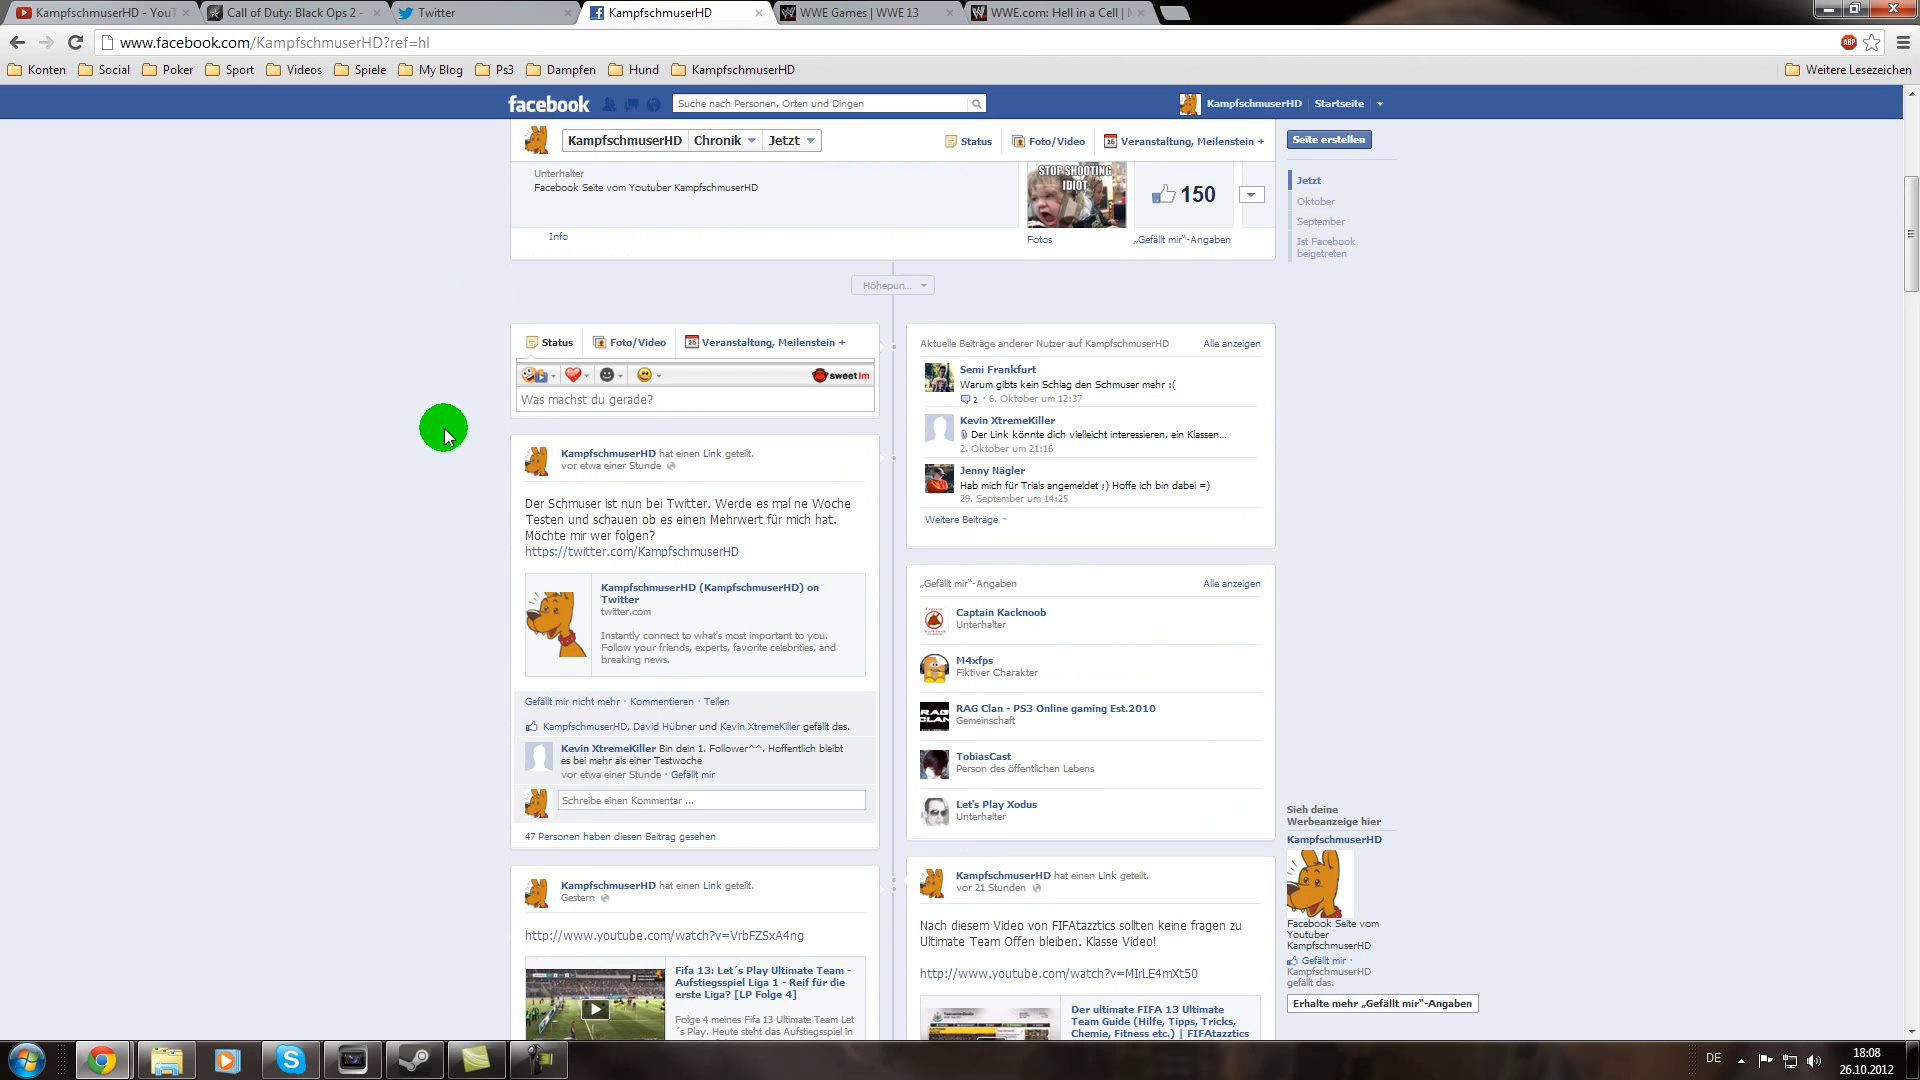 KampfschmuserHD - YouT
Call of Duty: Black Ops 2 -
Twitter
KampfschmuserHD
WWE Games | WWE 13
WWE.com: Hell in a Cell |
www.facebook.com/KampfschmuserHD?ref=hl
ABP
Konten
Social
Poker
Sport
Videos
Spiele
My Blog
Ps3
Dampfen
Hund
KampfschmuserHD
Weitere Lesezeichen
facebook
Suche nach Personen, Orten und Dingen
KampfschmuserHD
Startseite
KampfschmuserHD
Chronik
Jetzt
Status
Foto/Video
Veranstaltung, Meilenstein +
Seite erstellen
Unterhalter
Facebook Seite vom Youtuber KampfschmuserHD
STOP SHOOTING
IDIOT
150
Info
Fotos
„Gefällt mir“-Angaben
Jetzt
Oktober
September
Ist Facebook
beigetreten
Höhepun...
Status
Foto/Video
Veranstaltung, Meilenstein +
sweetim
Was machst du gerade?
KampfschmuserHD hat einen Link geteilt.
vor etwa einer Stunde
Der Schmuser ist nun bei Twitter. Werde es mal ne Woche
Testen und schauen ob es einen Mehrwert für mich hat.
Möchte mir wer folgen?
https://twitter.com/KampfschmuserHD
KampfschmuserHD (KampfschmuserHD) on
Twitter
twitter.com
Instantly connect to what's most important to you.
Follow your friends, experts, favorite celebrities, and
breaking news.
Gefällt mir nicht mehr · Kommentieren · Teilen
KampfschmuserHD, David Hübner und Kevin XtremeKiller gefällt das.
Kevin XtremeKiller Bin dein 1. Follower^^. Hoffentlich bleibt
es bei mehr als einer Testwoche
vor etwa einer Stunde · Gefällt mir
Schreibe einen Kommentar ...
47 Personen haben diesen Beitrag gesehen
KampfschmuserHD hat einen Link geteilt.
Gestern
http://www.youtube.com/watch?v=VrbFZSxA4ng
Fifa 13: Let´s Play Ultimate Team -
Aufstiegsspiel Liga 1 - Reif für die
erste Liga? [LP Folge 4]
Folge 4 meines Fifa 13 Ultimate Team Let
´s Play. Heute steht das Aufstiegsspiel in
Aktuelle Beiträge anderer Nutzer auf KampfschmuserHD
Alle anzeigen
Semi Frankfurt
Warum gibts kein Schlag den Schmuser mehr :(
2 · 6. Oktober um 12:37
Kevin XtremeKiller
Der Link könnte dich vielleicht interessieren, ein Klassen...
2. Oktober um 21:16
Jenny Nägler
Hab mich für Trials angemeldet ;) Hoffe ich bin dabei =)
29. September um 14:25
Weitere Beiträge
„Gefällt mir“-Angaben
Alle anzeigen
Captain Kacknoob
Unterhalter
M4xfps
Fiktiver Charakter
RAG Clan - PS3 Online gaming Est.2010
Gemeinschaft
TobiasCast
Person des öffentlichen Lebens
Let's Play Xodus
Unterhalter
KampfschmuserHD hat einen Link geteilt.
vor 21 Stunden
Nach diesem Video von FIFAtazztics sollten keine fragen zu
Ultimate Team Offen bleiben. Klasse Video!
http://www.youtube.com/watch?v=MIrLE4mXt50
Der ultimate FIFA 13 Ultimate
Team Guide (Hilfe, Tipps, Tricks,
Chemie, Fitness etc.) | FIFAtazztics
Sieh deine
Werbeanzeige hier
KampfschmuserHD
Facebook Seite vom
Youtuber
KampfschmuserHD
Gefällt mir ·
KampfschmuserHD
gefällt das.
Erhalte mehr „Gefällt mir“-Angaben
DE
18:08
26.10.2012